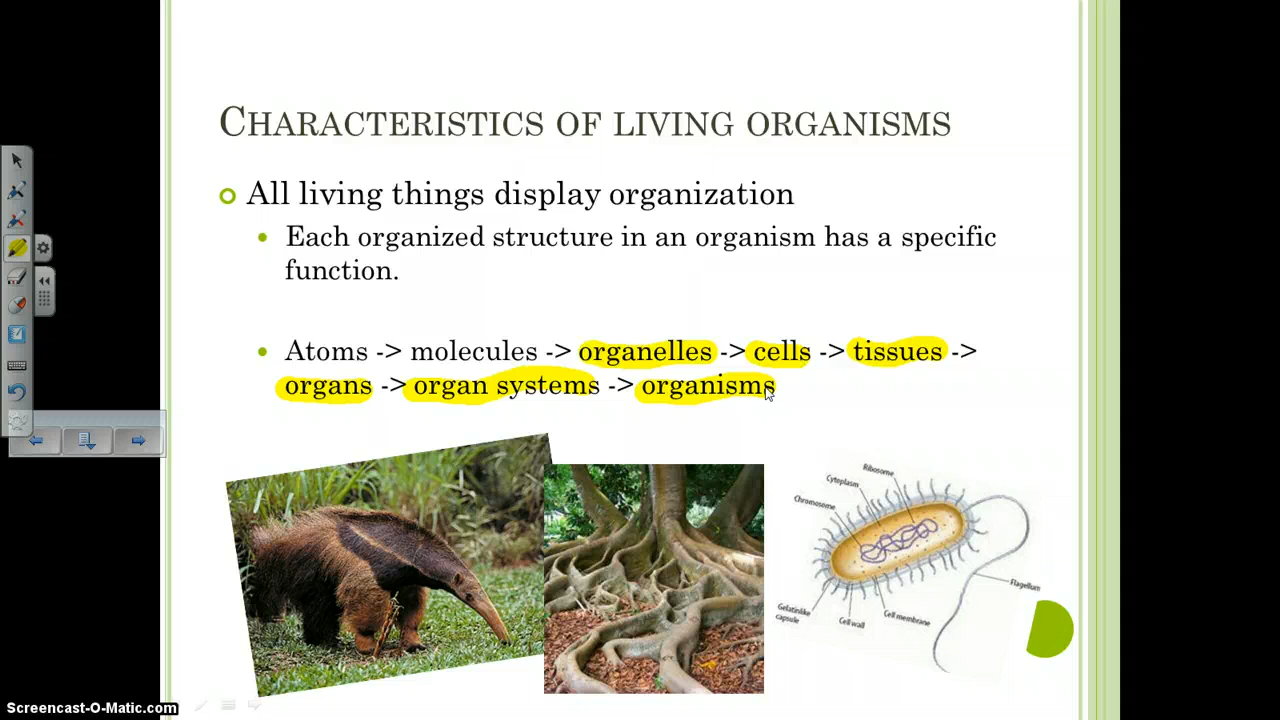 CHARACTERISTICS OF LIVING ORGANISMS
All living things display organization
Each organized structure in an organism has a specific
function.
Atoms -> molecules -> organelles -> cells -> tissues ->
organs -> organ systems -> organisms
Ribosome
Cytoplasm
Chromosome
Flagellum
Gelatinlike
capsule
Cell wall
Cell membrane
Screencast-O-Matic.com